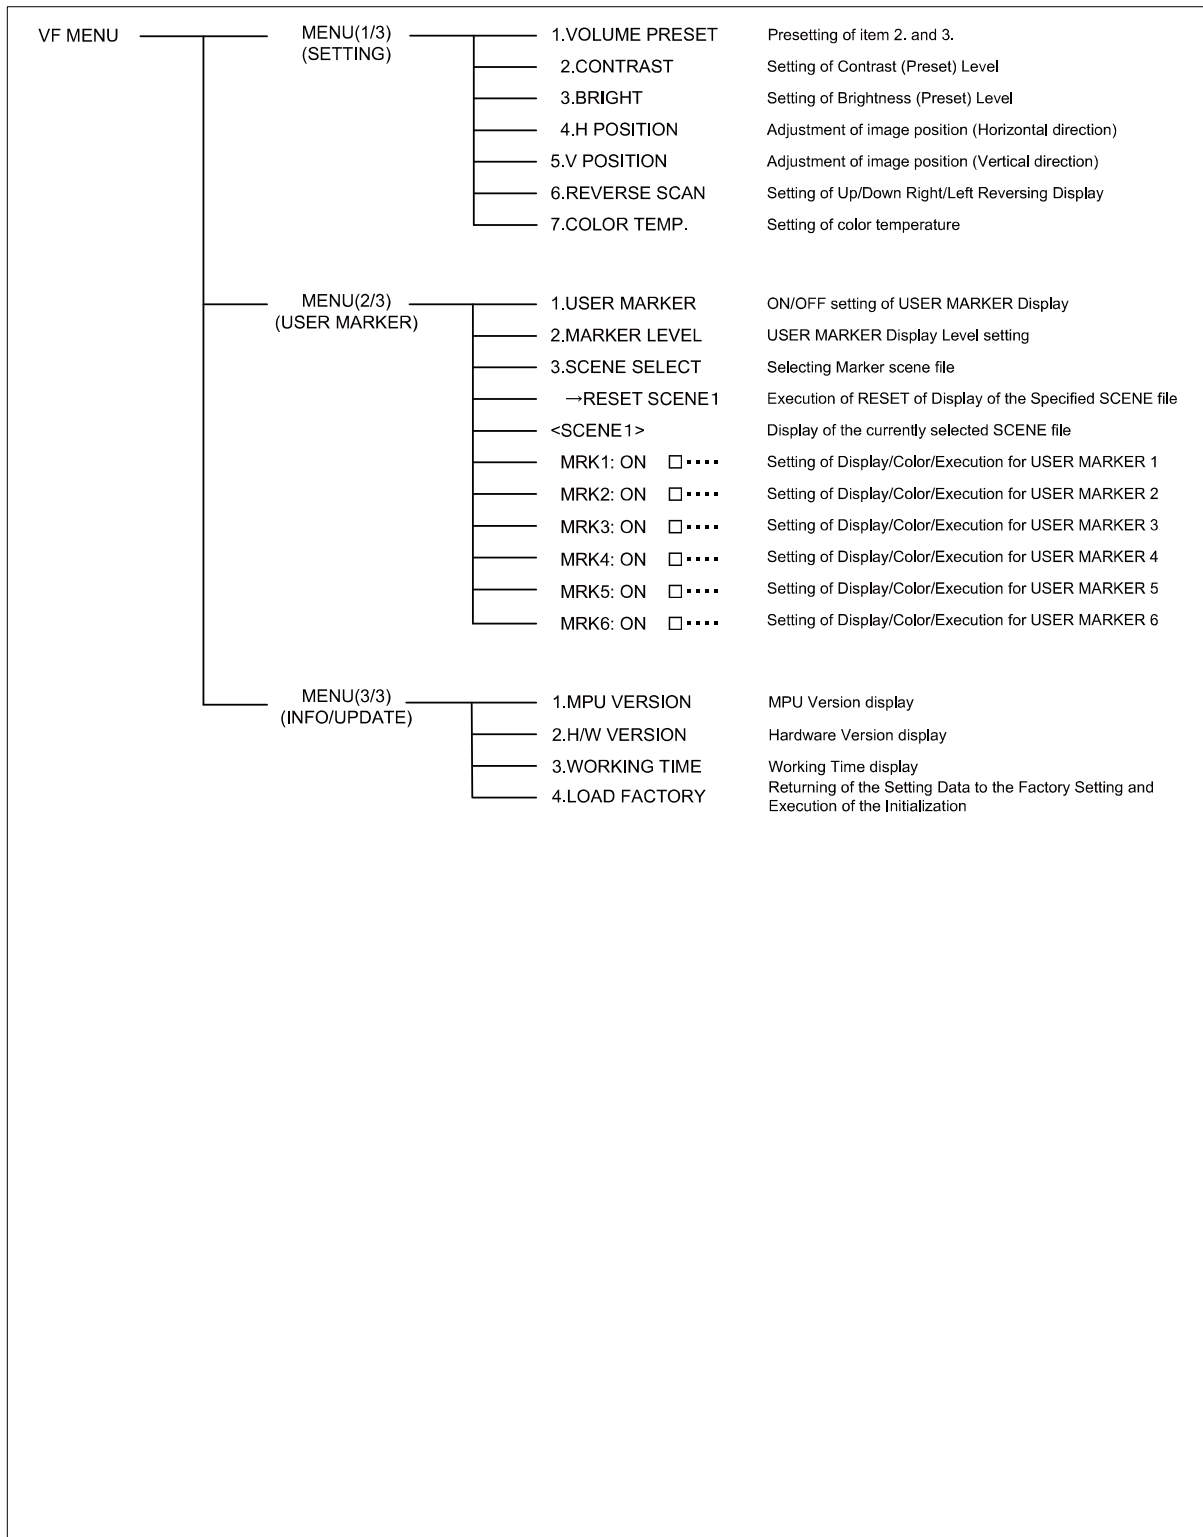 VF MENU MENU(1/3) 1.VOLUME PRESET Presetting of item 2. and 3.
(SETTING)
2.CONTRAST Setting of Contrast (Preset) Level
3.BRIGHT Setting of Brightness (Preset) Level
4.H POSITION Adjustment of image position (Horizontal direction)
5.V POSITION Adjustment of image position (Vertical direction)
6.REVERSE SCAN Setting of Up/Down Right/Left Reversing Display
7.COLOR TEMP. Setting of color temperature
MENU(2/3) 1.USER MARKER ON/OFF setting of USER MARKER Display
(USER MARKER)
2.MARKER LEVEL USER MARKER Display Level setting
3.SCENE SELECT Selecting Marker scene file
→RESET SCENE1 Execution of RESET of Display of the Specified SCENE file
<SCENE1> Display of the currently selected SCENE file
MRK1: ON □▪▪▪▪ Setting of Display/Color/Execution for USER MARKER 1
MRK2: ON □▪▪▪▪ Setting of Display/Color/Execution for USER MARKER 2
MRK3: ON □▪▪▪▪ Setting of Display/Color/Execution for USER MARKER 3
MRK4: ON □▪▪▪▪ Setting of Display/Color/Execution for USER MARKER 4
MRK5: ON □▪▪▪▪ Setting of Display/Color/Execution for USER MARKER 5
MRK6: ON □▪▪▪▪ Setting of Display/Color/Execution for USER MARKER 6
MENU(3/3) 1.MPU VERSION MPU Version display
(INFO/UPDATE)
2.H/W VERSION Hardware Version display
3.WORKING TIME Working Time display
4.LOAD FACTORY Returning of the Setting Data to the Factory Setting and
Execution of the Initialization